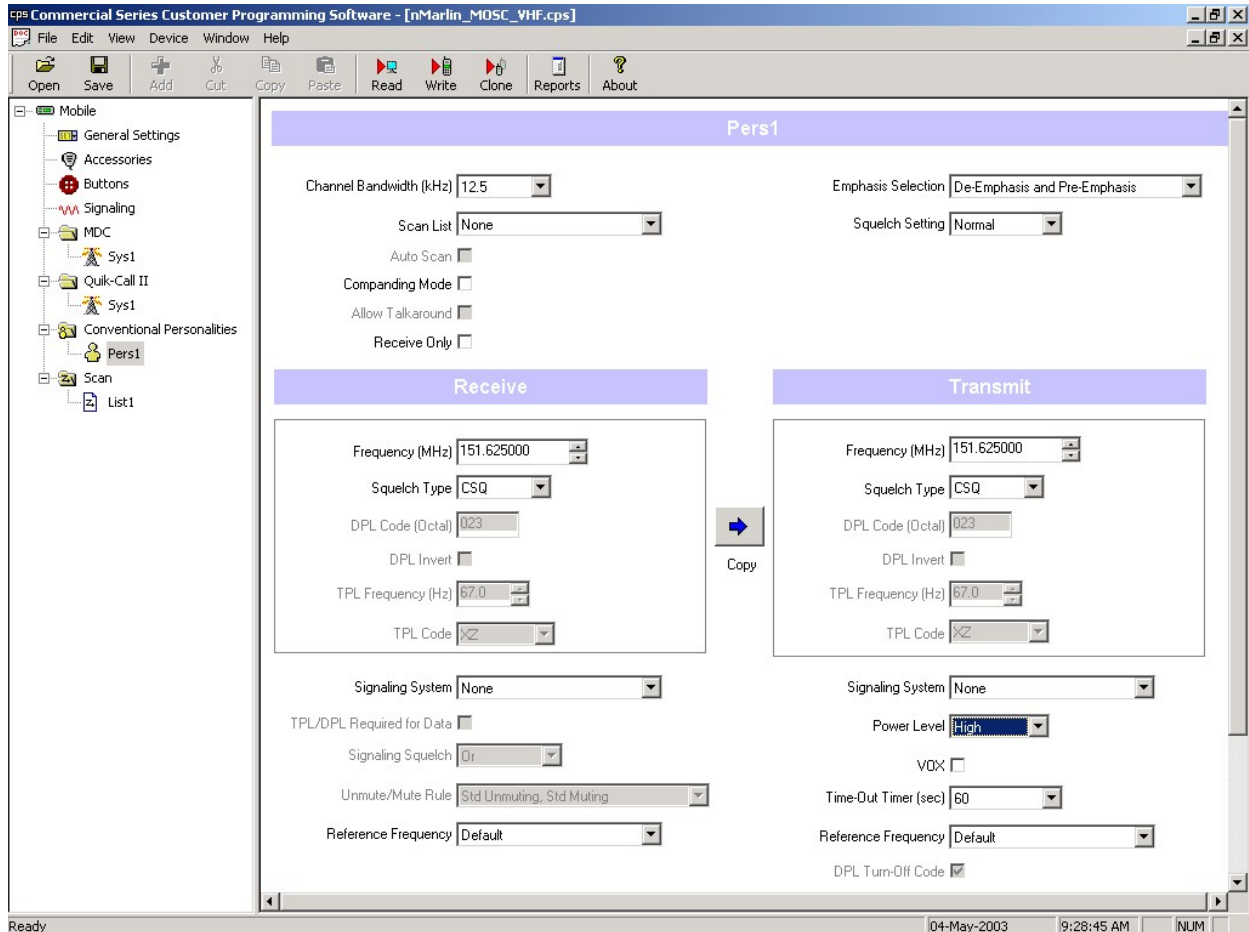 cps Commercial Series Customer Programming Software - [nMarlin_MOSC_VHF.cps]
File Edit View Device Window Help
Open Save Add Cut Copy Paste Read Write Clone Reports About
Mobile
General Settings
Accessories
Buttons
Signaling
MDC
Sys1
Quik-Call II
Sys1
Conventional Personalities
Pers1
Scan
List1
Pers1
Channel Bandwidth (kHz) 12.5
Emphasis Selection De-Emphasis and Pre-Emphasis
Scan List None
Squelch Setting Normal
Auto Scan
Companding Mode
Allow Talkaround
Receive Only
Receive
Frequency (MHz) 151.625000
Squelch Type CSQ
DPL Code (Octal) 023
DPL Invert
TPL Frequency (Hz) 67.0
TPL Code XZ
Signaling System None
TPL/DPL Required for Data
Signaling Squelch Or
Unmute/Mute Rule Std Unmuting, Std Muting
Reference Frequency Default
Copy
Transmit
Frequency (MHz) 151.625000
Squelch Type CSQ
DPL Code (Octal) 023
DPL Invert
TPL Frequency (Hz) 67.0
TPL Code XZ
Signaling System None
Power Level High
VOX
Time-Out Timer (sec) 60
Reference Frequency Default
DPL Turn-Off Code
Ready
04-May-2003 9:28:45 AM NUM